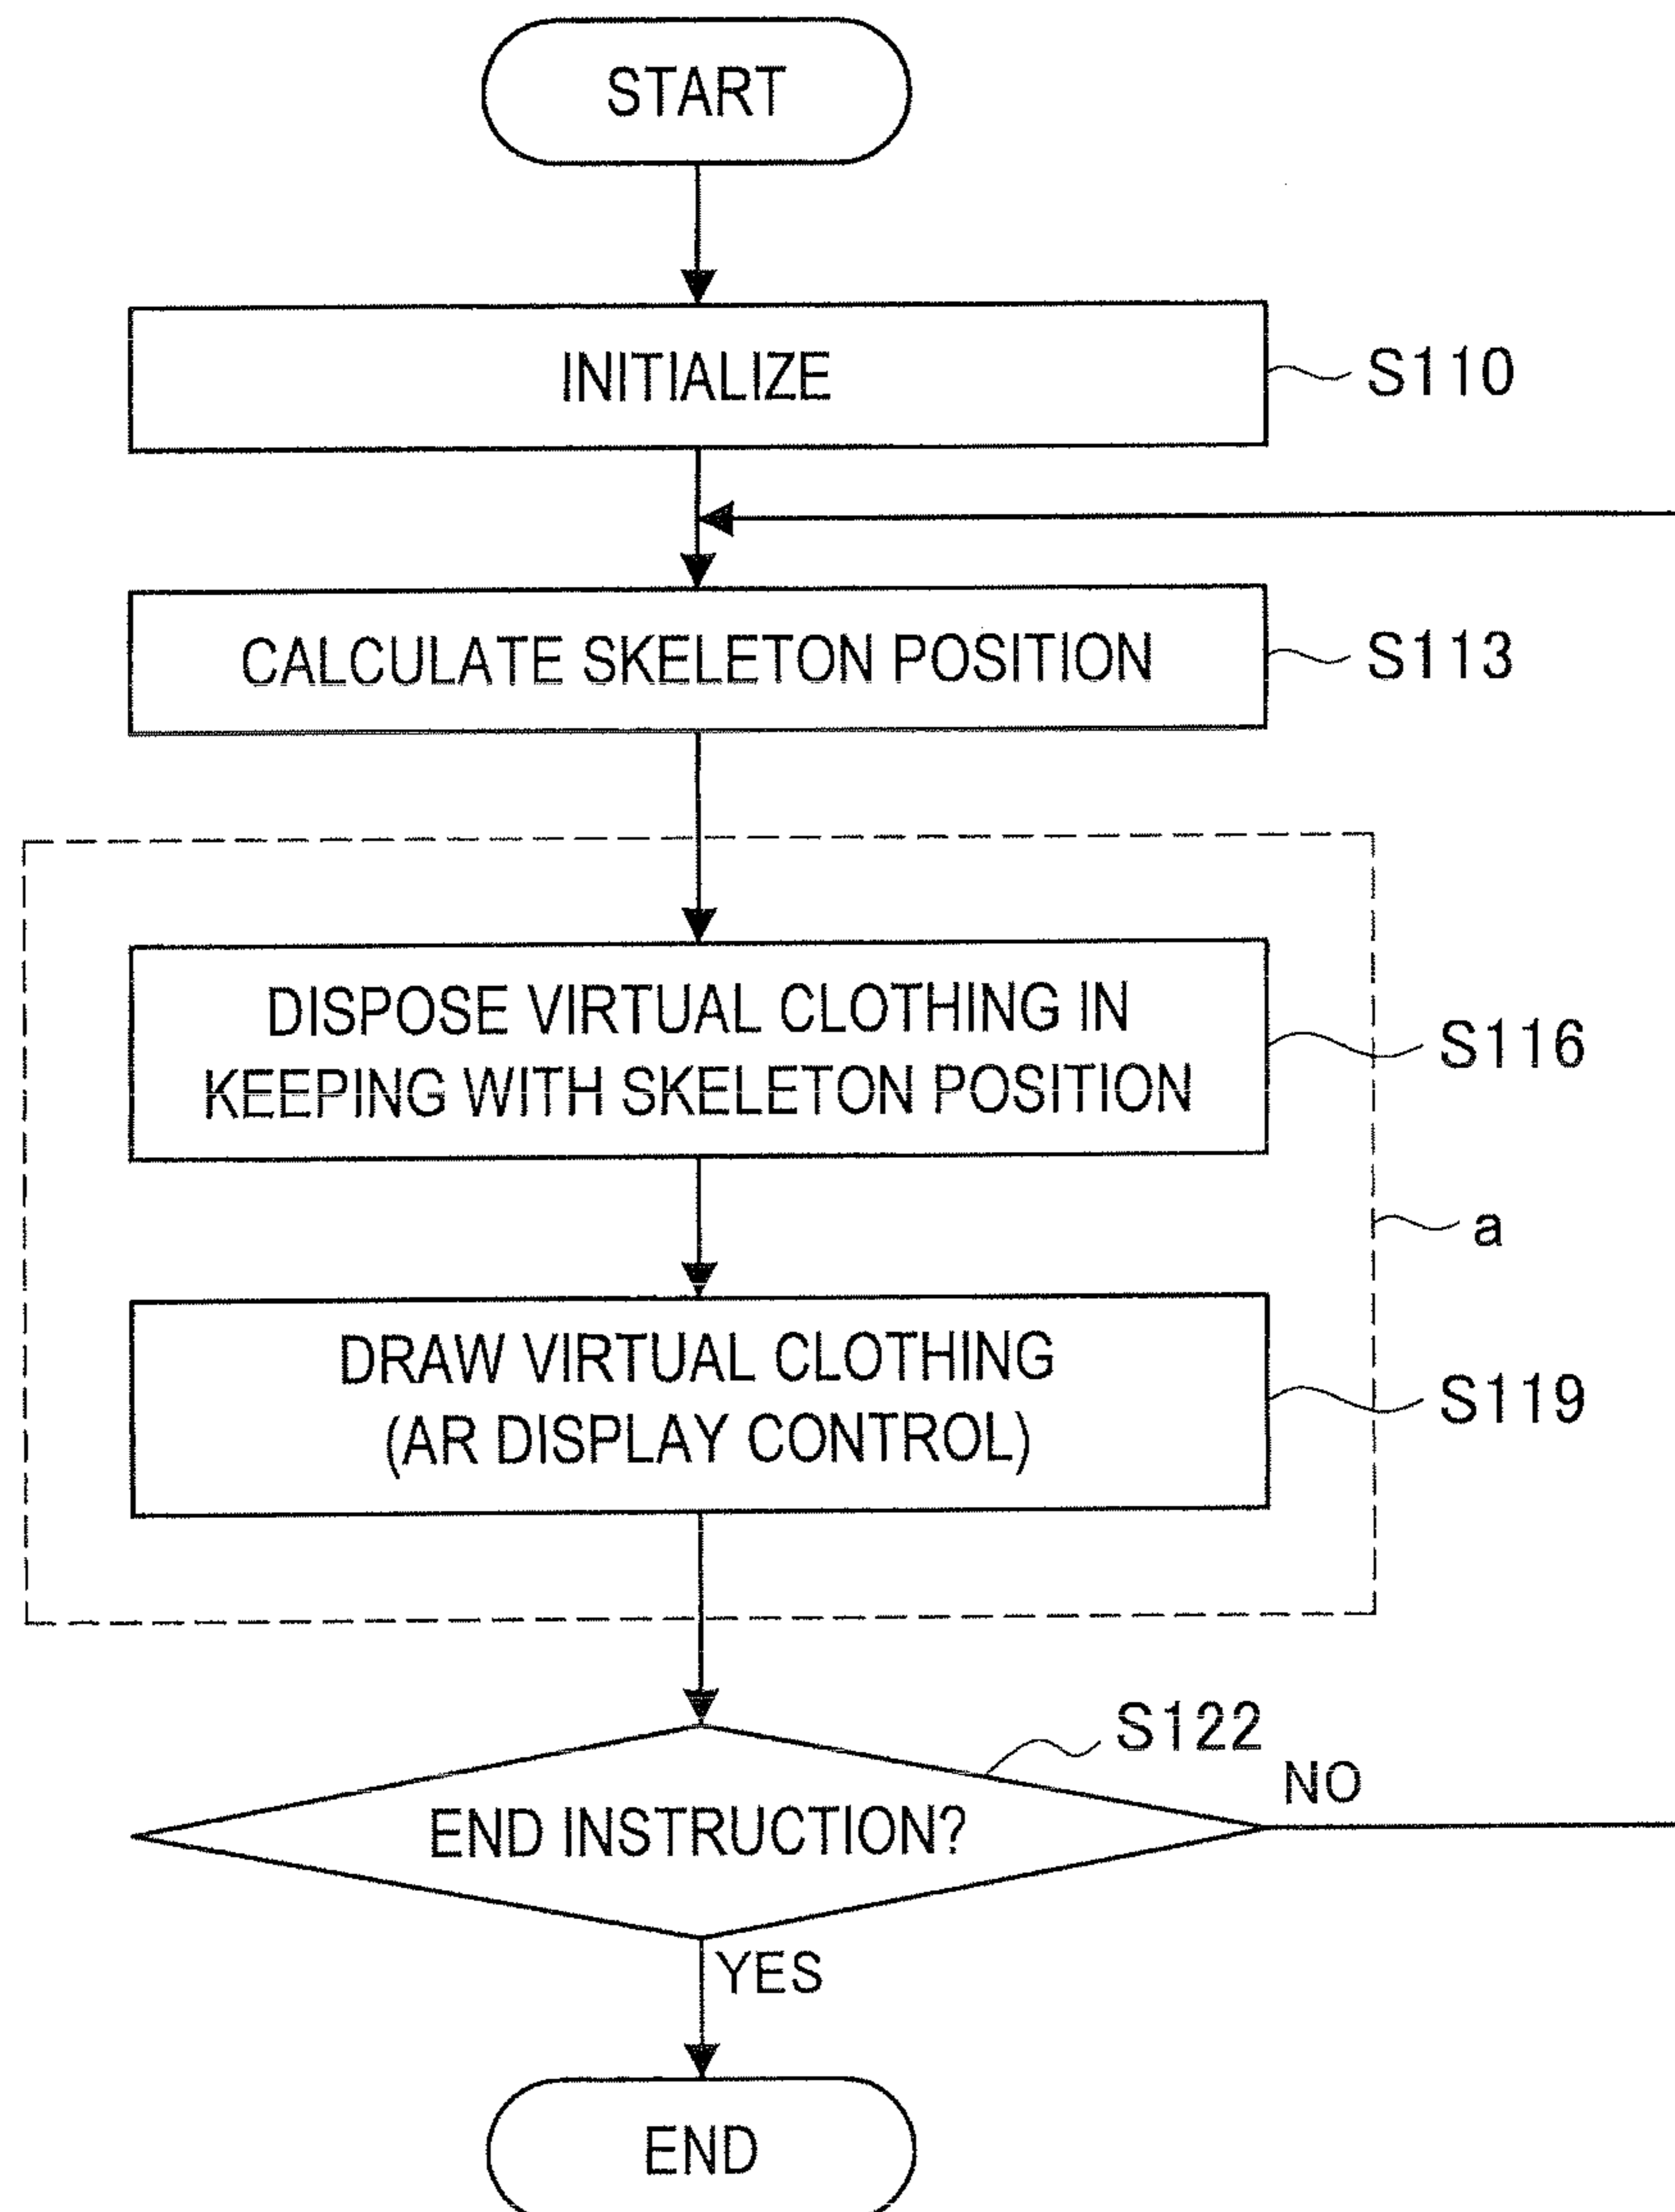 START
INITIALIZE
S110
CALCULATE SKELETON POSITION
S113
DISPOSE VIRTUAL CLOTHING IN
KEEPING WITH SKELETON POSITION
S116
a
DRAW VIRTUAL CLOTHING
(AR DISPLAY CONTROL)
S119
S122
END INSTRUCTION?
NO
YES
END